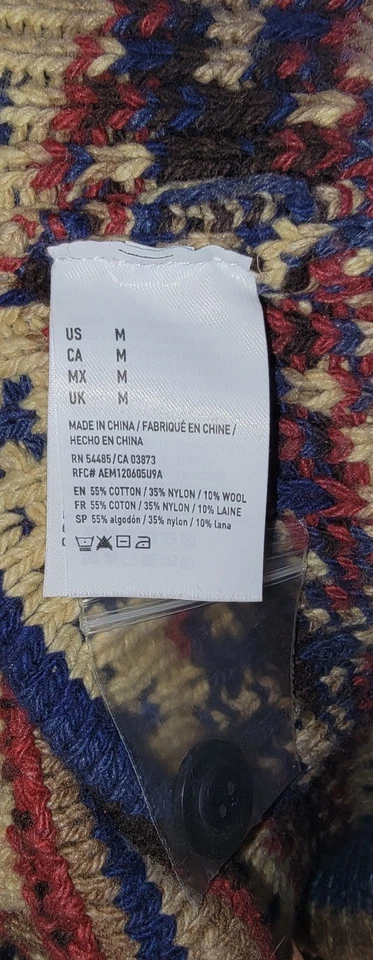 US M
CA M
MX M
UK M
MADE IN CHINA / FABRIQUÉ EN CHINE /
HECHO EN CHINA
RN 54485 / CA 03873
RFC# AEM120605U9A
EN 55% COTTON / 35% NYLON / 10% WOOL
FR 55% COTON / 35% NYLON / 10% LAINE
SP 55% algodón / 35% nylon / 10% lana